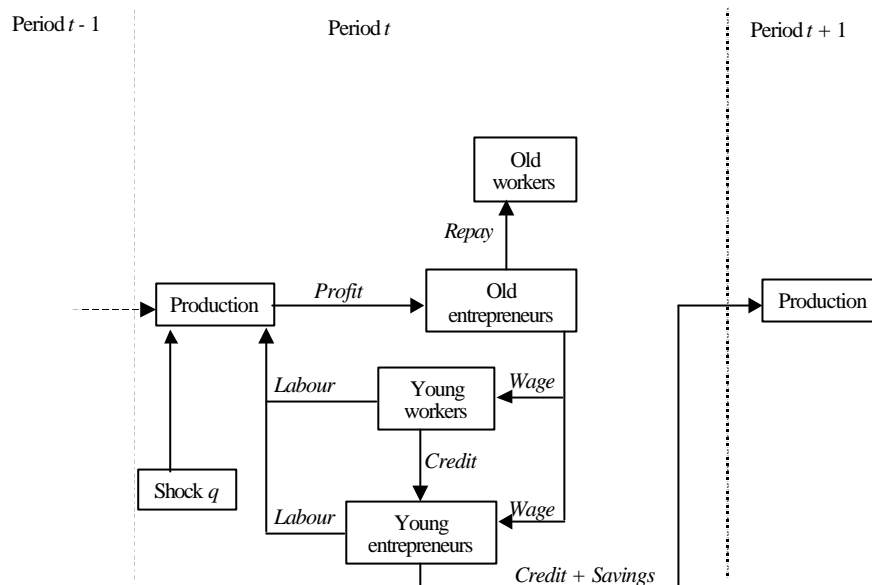 Period t - 1
Period t
Period t + 1
Old
workers
Repay
Production
Profit
Old
entrepreneurs
Production
Labour
Young
workers
Wage
Credit
Shock q
Labour
Young
entrepreneurs
Wage
Credit + Savings